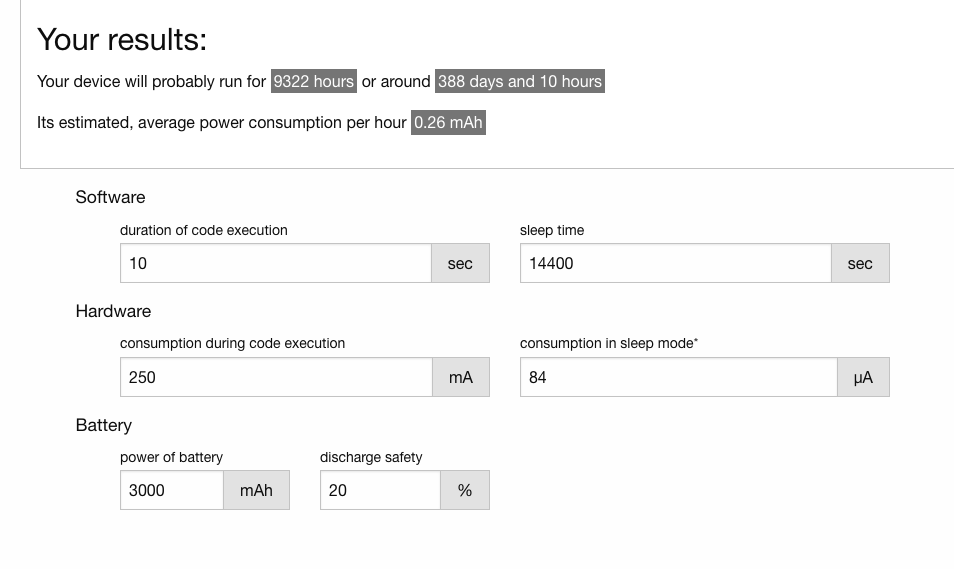 Your results:
Your device will probably run for 9322 hours or around 388 days and 10 hours
Its estimated, average power consumption per hour 0.26 mAh
Software
duration of code execution sleep time
10 sec 14400 sec
Hardware
consumption during code execution consumption in sleep mode*
250 mA 84 µA
Battery
power of battery discharge safety
3000 mAh 20 %